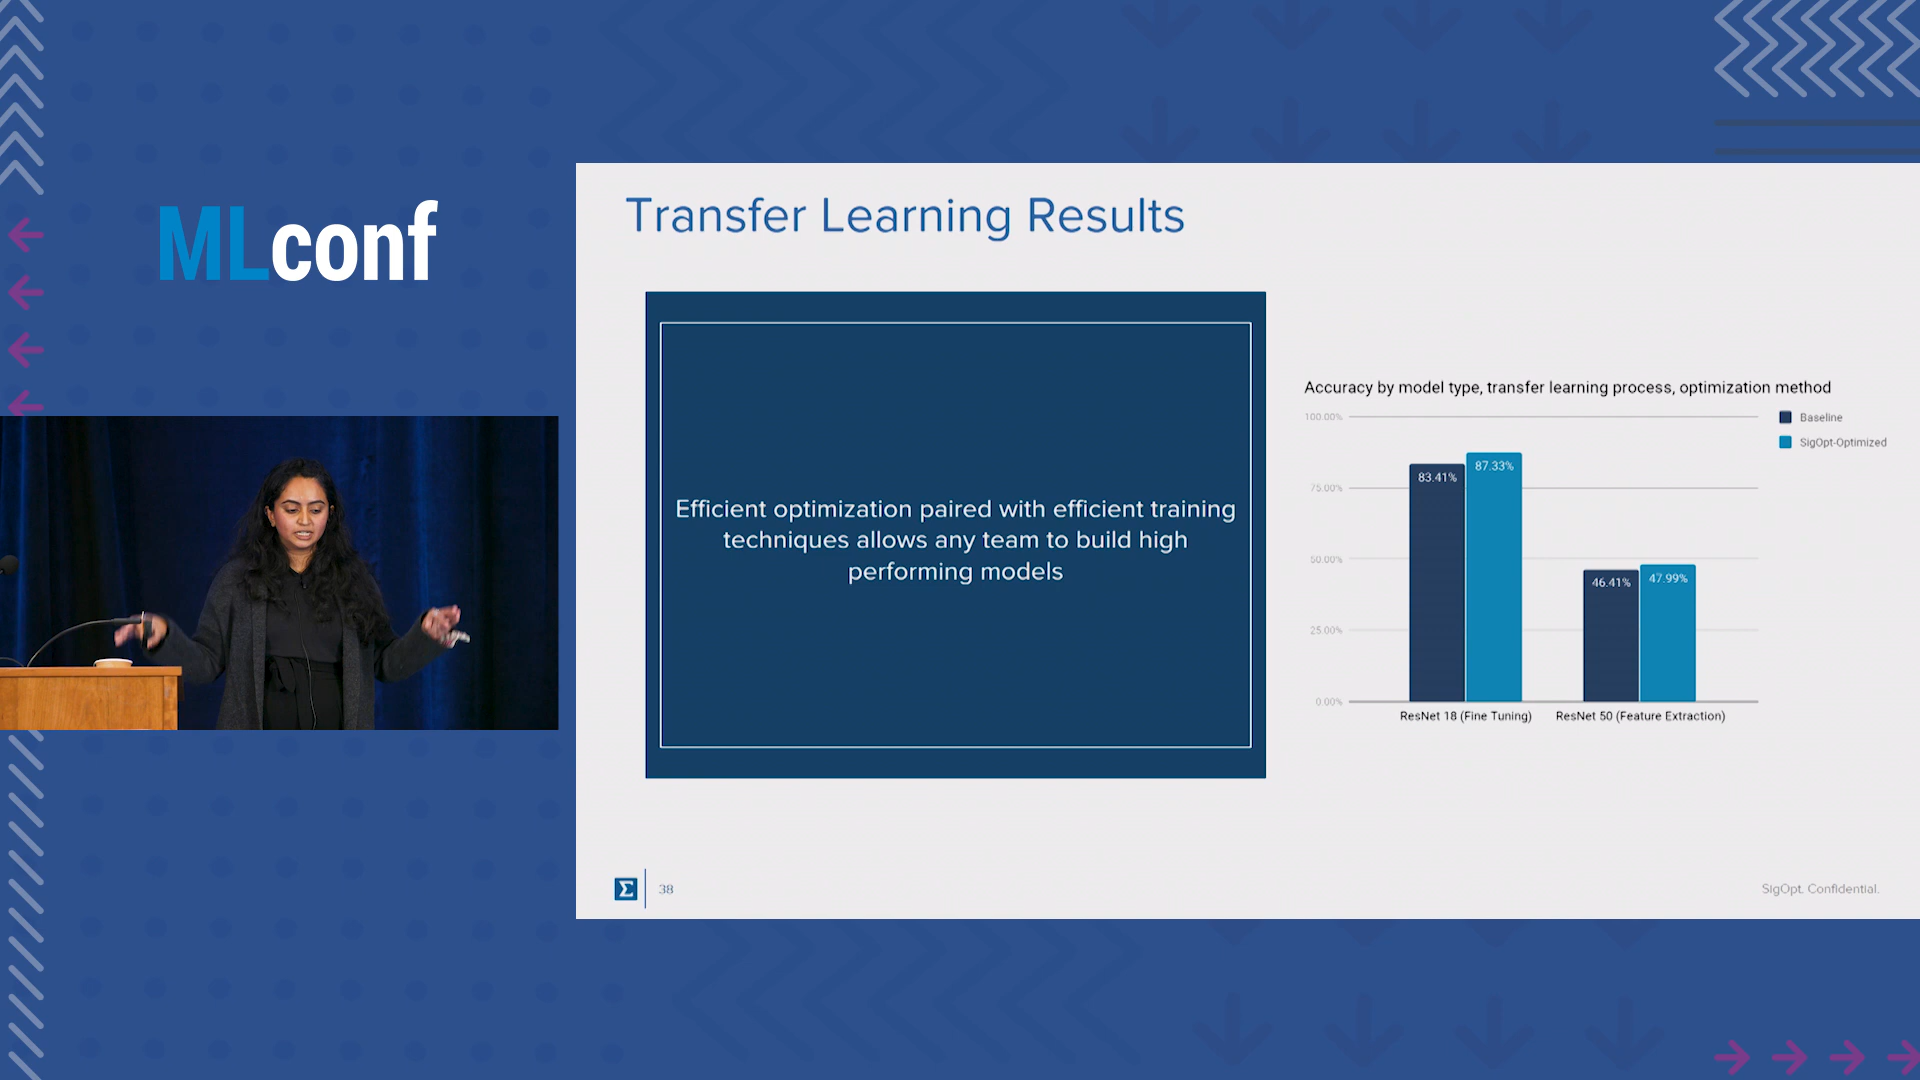 MLconf
Transfer Learning Results
Efficient optimization paired with efficient training
techniques allows any team to build high
performing models
Accuracy by model type, transfer learning process, optimization method
100.00%
75.00%
50.00%
25.00%
0.00%
Baseline
SigOpt-Optimized
83.41%
87.33%
46.41%
47.99%
ResNet 18 (Fine Tuning)
ResNet 50 (Feature Extraction)
Σ
38
SigOpt. Confidential.